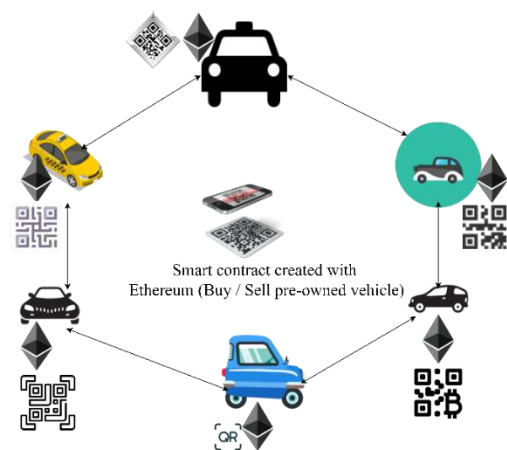 Smart contract created with
Ethereum (Buy / Sell pre-owned vehicle)
QR